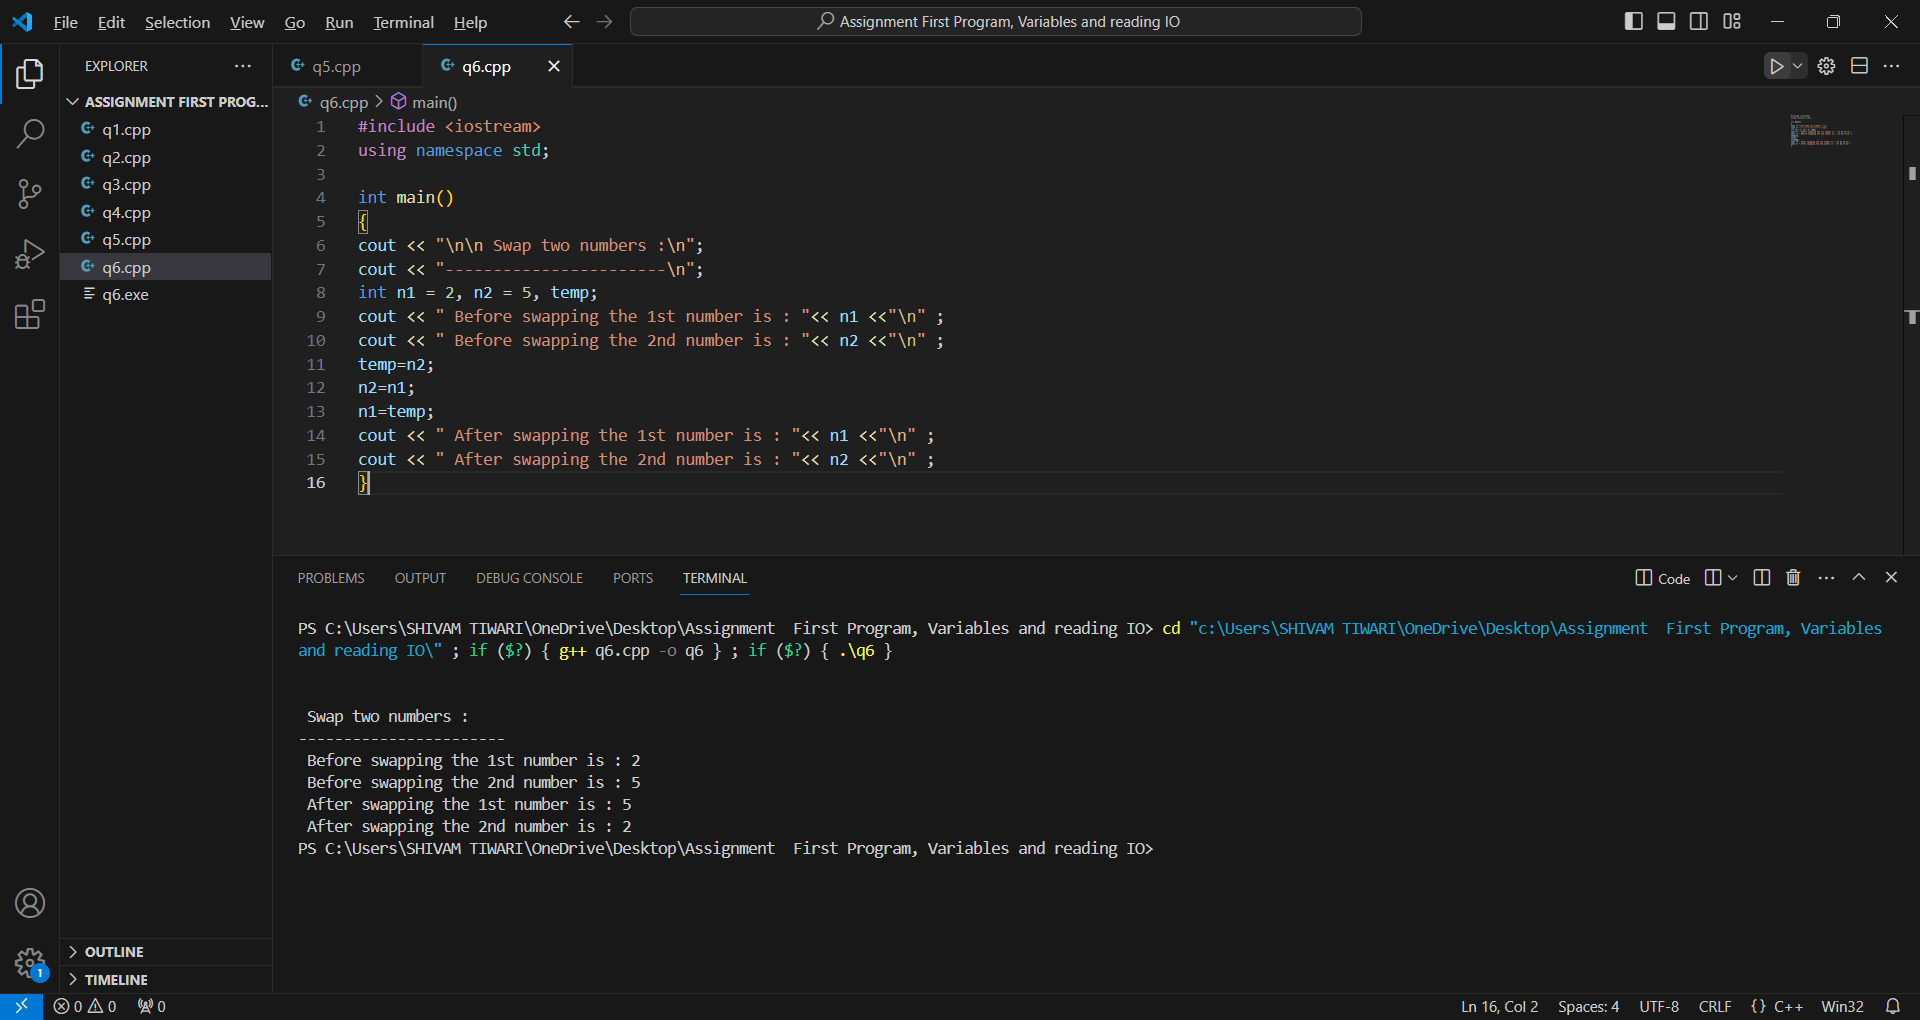 File Edit Selection View Go Run Terminal Help
Assignment First Program, Variables and reading IO
EXPLORER
ASSIGNMENT FIRST PROG...
q1.cpp
q2.cpp
q3.cpp
q4.cpp
q5.cpp
q6.cpp
q6.exe
OUTLINE
TIMELINE
q5.cpp q6.cpp
q6.cpp > main()
1 #include <iostream>
2 using namespace std;
3
4 int main()
5 {
6 cout << "\n\n Swap two numbers :\n";
7 cout << "-----------------------\n";
8 int n1 = 2, n2 = 5, temp;
9 cout << " Before swapping the 1st number is : "<< n1 <<"\n" ;
10 cout << " Before swapping the 2nd number is : "<< n2 <<"\n" ;
11 temp=n2;
12 n2=n1;
13 n1=temp;
14 cout << " After swapping the 1st number is : "<< n1 <<"\n" ;
15 cout << " After swapping the 2nd number is : "<< n2 <<"\n" ;
16 }
PROBLEMS OUTPUT DEBUG CONSOLE PORTS TERMINAL
Code
PS C:\Users\SHIVAM TIWARI\OneDrive\Desktop\Assignment  First Program, Variables and reading IO> cd "c:\Users\SHIVAM TIWARI\OneDrive\Desktop\Assignment  First Program, Variables
and reading IO\" ; if ($?) { g++ q6.cpp -o q6 } ; if ($?) { .\q6 }
Swap two numbers :
-----------------------
Before swapping the 1st number is : 2
Before swapping the 2nd number is : 5
After swapping the 1st number is : 5
After swapping the 2nd number is : 2
PS C:\Users\SHIVAM TIWARI\OneDrive\Desktop\Assignment  First Program, Variables and reading IO>
1
0 0 0
Ln 16, Col 2 Spaces: 4 UTF-8 CRLF {} C++ Win32